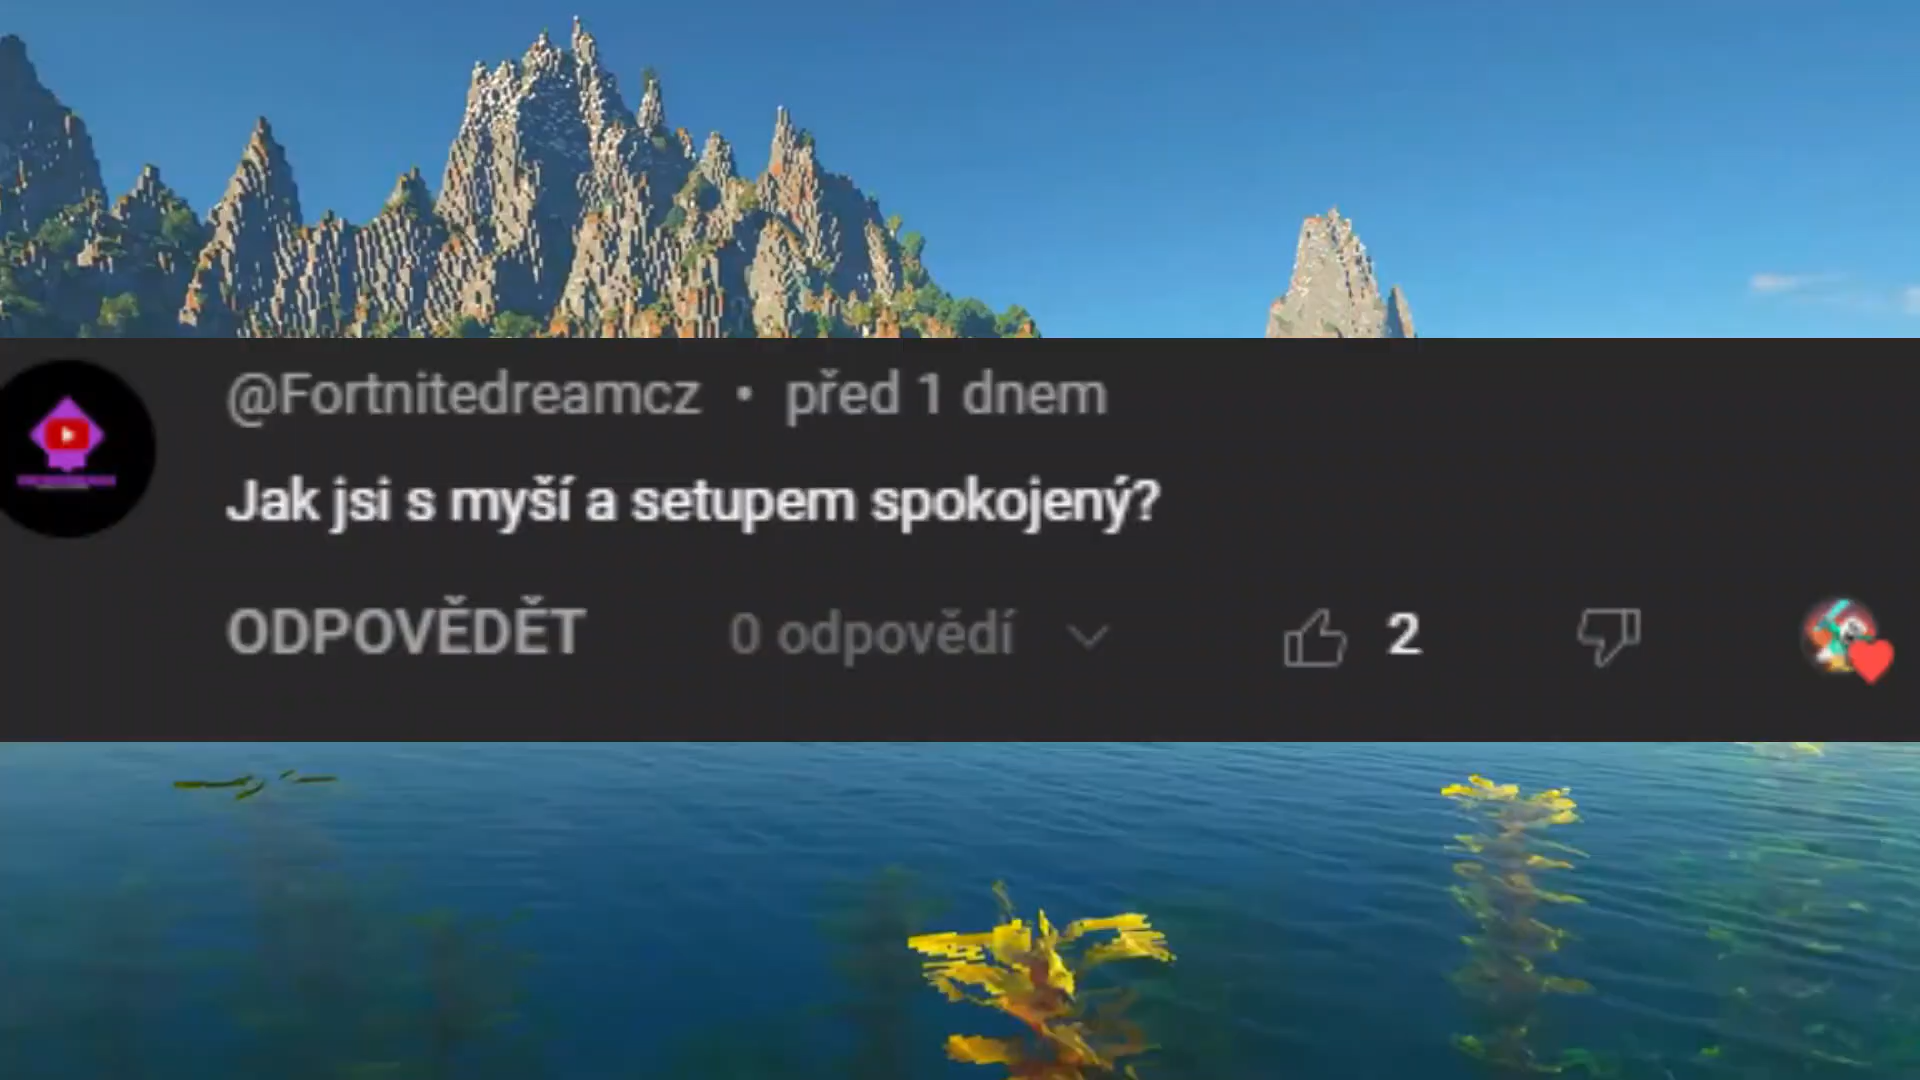 @Fortnitedreamcz • před 1 dnem
Jak jsi s myší a setupem spokojený?
ODPOVĚDĚT 0 odpovědí 2